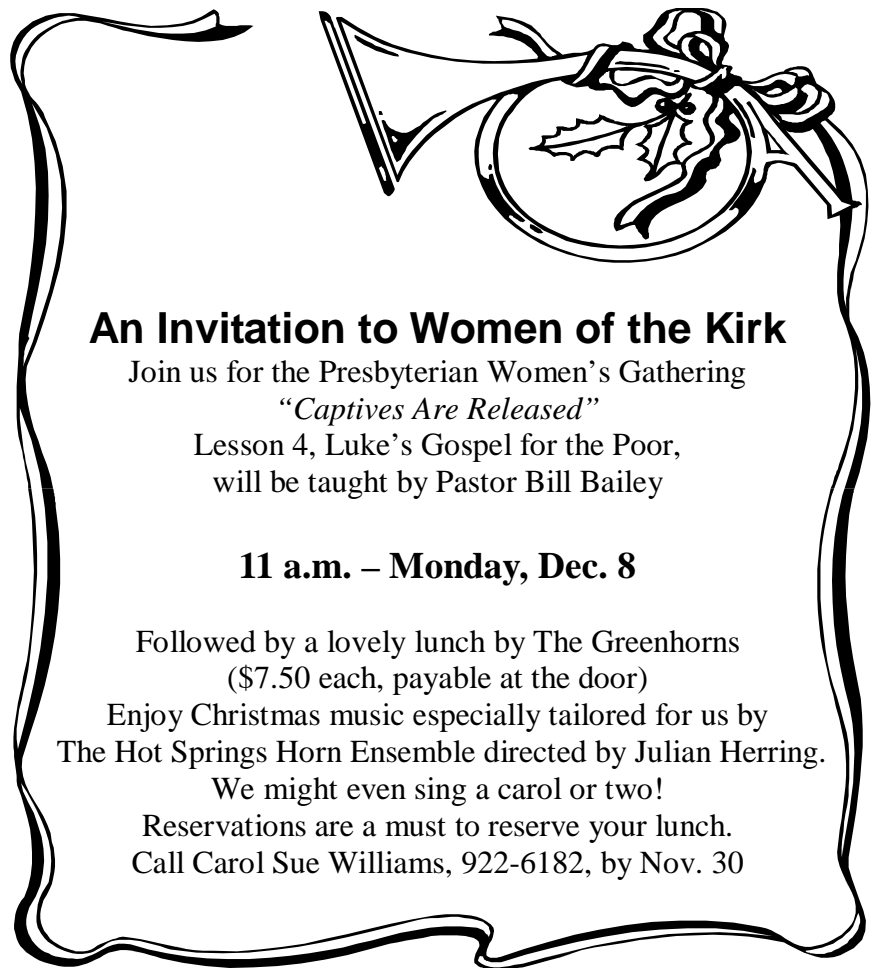 An Invitation to Women of the Kirk
Join us for the Presbyterian Women’s Gathering
“Captives Are Released”
Lesson 4, Luke’s Gospel for the Poor,
will be taught by Pastor Bill Bailey
11 a.m. – Monday, Dec. 8
Followed by a lovely lunch by The Greenhorns
($7.50 each, payable at the door)
Enjoy Christmas music especially tailored for us by
The Hot Springs Horn Ensemble directed by Julian Herring.
We might even sing a carol or two!
Reservations are a must to reserve your lunch.
Call Carol Sue Williams, 922-6182, by Nov. 30